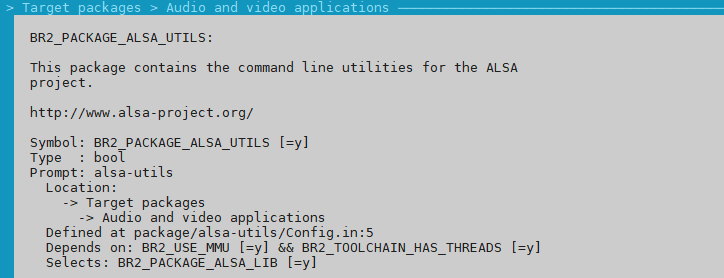 > Target packages > Audio and video applications
BR2_PACKAGE_ALSA_UTILS:
This package contains the command line utilities for the ALSA
project.
http://www.alsa-project.org/
Symbol: BR2_PACKAGE_ALSA_UTILS [=y]
Type  : bool
Prompt: alsa-utils
  Location:
    -> Target packages
      -> Audio and video applications
  Defined at package/alsa-utils/Config.in:5
  Depends on: BR2_USE_MMU [=y] && BR2_TOOLCHAIN_HAS_THREADS [=y]
  Selects: BR2_PACKAGE_ALSA_LIB [=y]